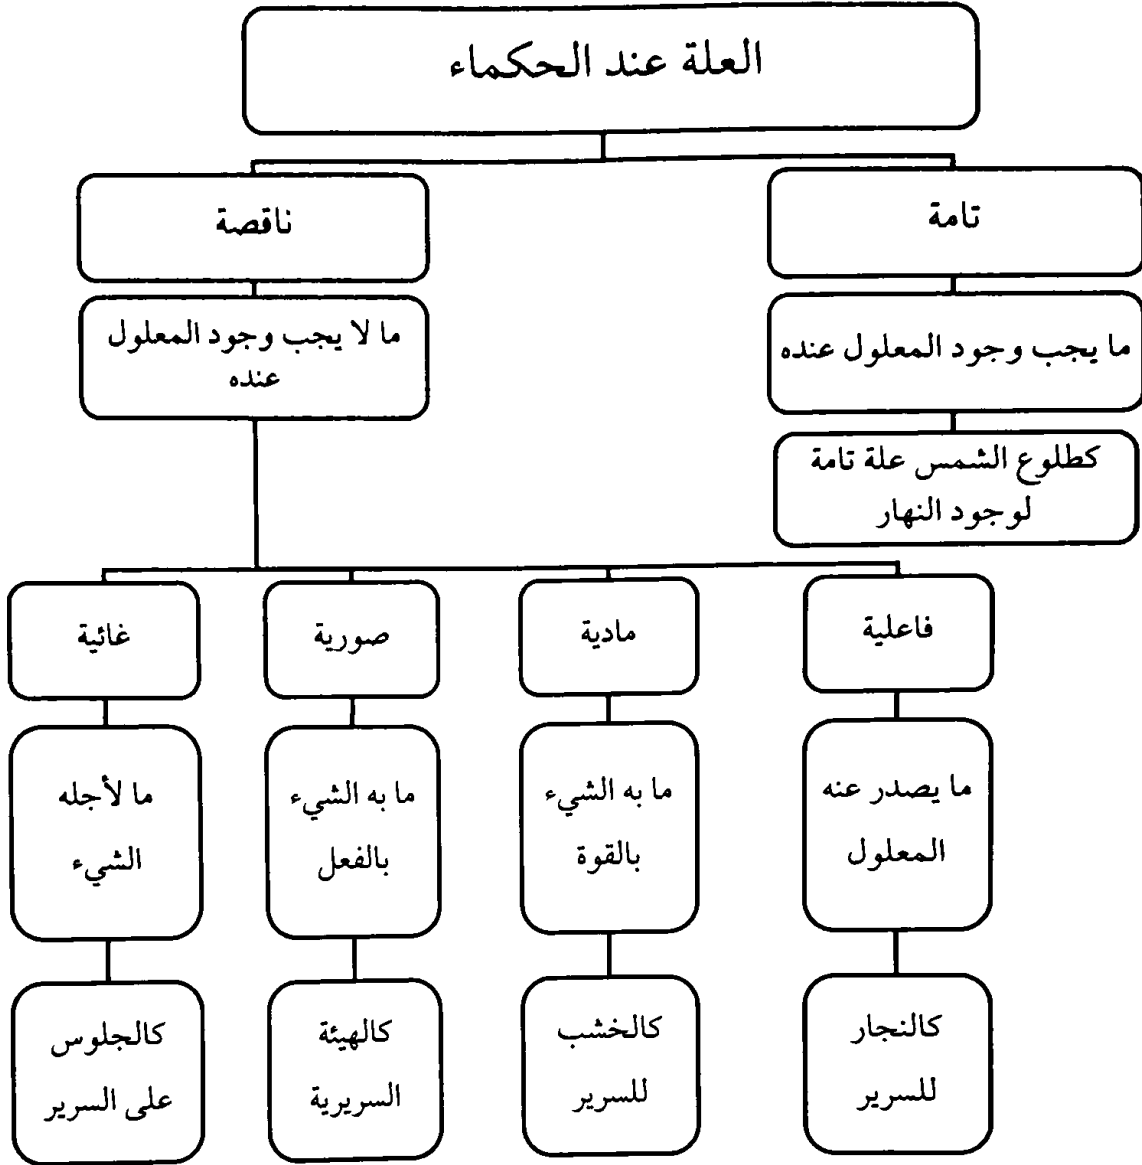 العلة عند الحكماء
تامة
ناقصة
ما يجب وجود المعلول عنده
ما لا يجب وجود المعلول
عنده
كطلوع الشمس علة تامة
لوجود النهار
فاعلية
مادية
صورية
غائية
ما يصدر عنه
المعلول
ما به الشيء
بالقوة
ما به الشيء
بالفعل
ما لأجله
الشيء
كالنجار
للسرير
كالخشب
للسرير
كالهيئة
السريرية
كالجلوس
على السرير